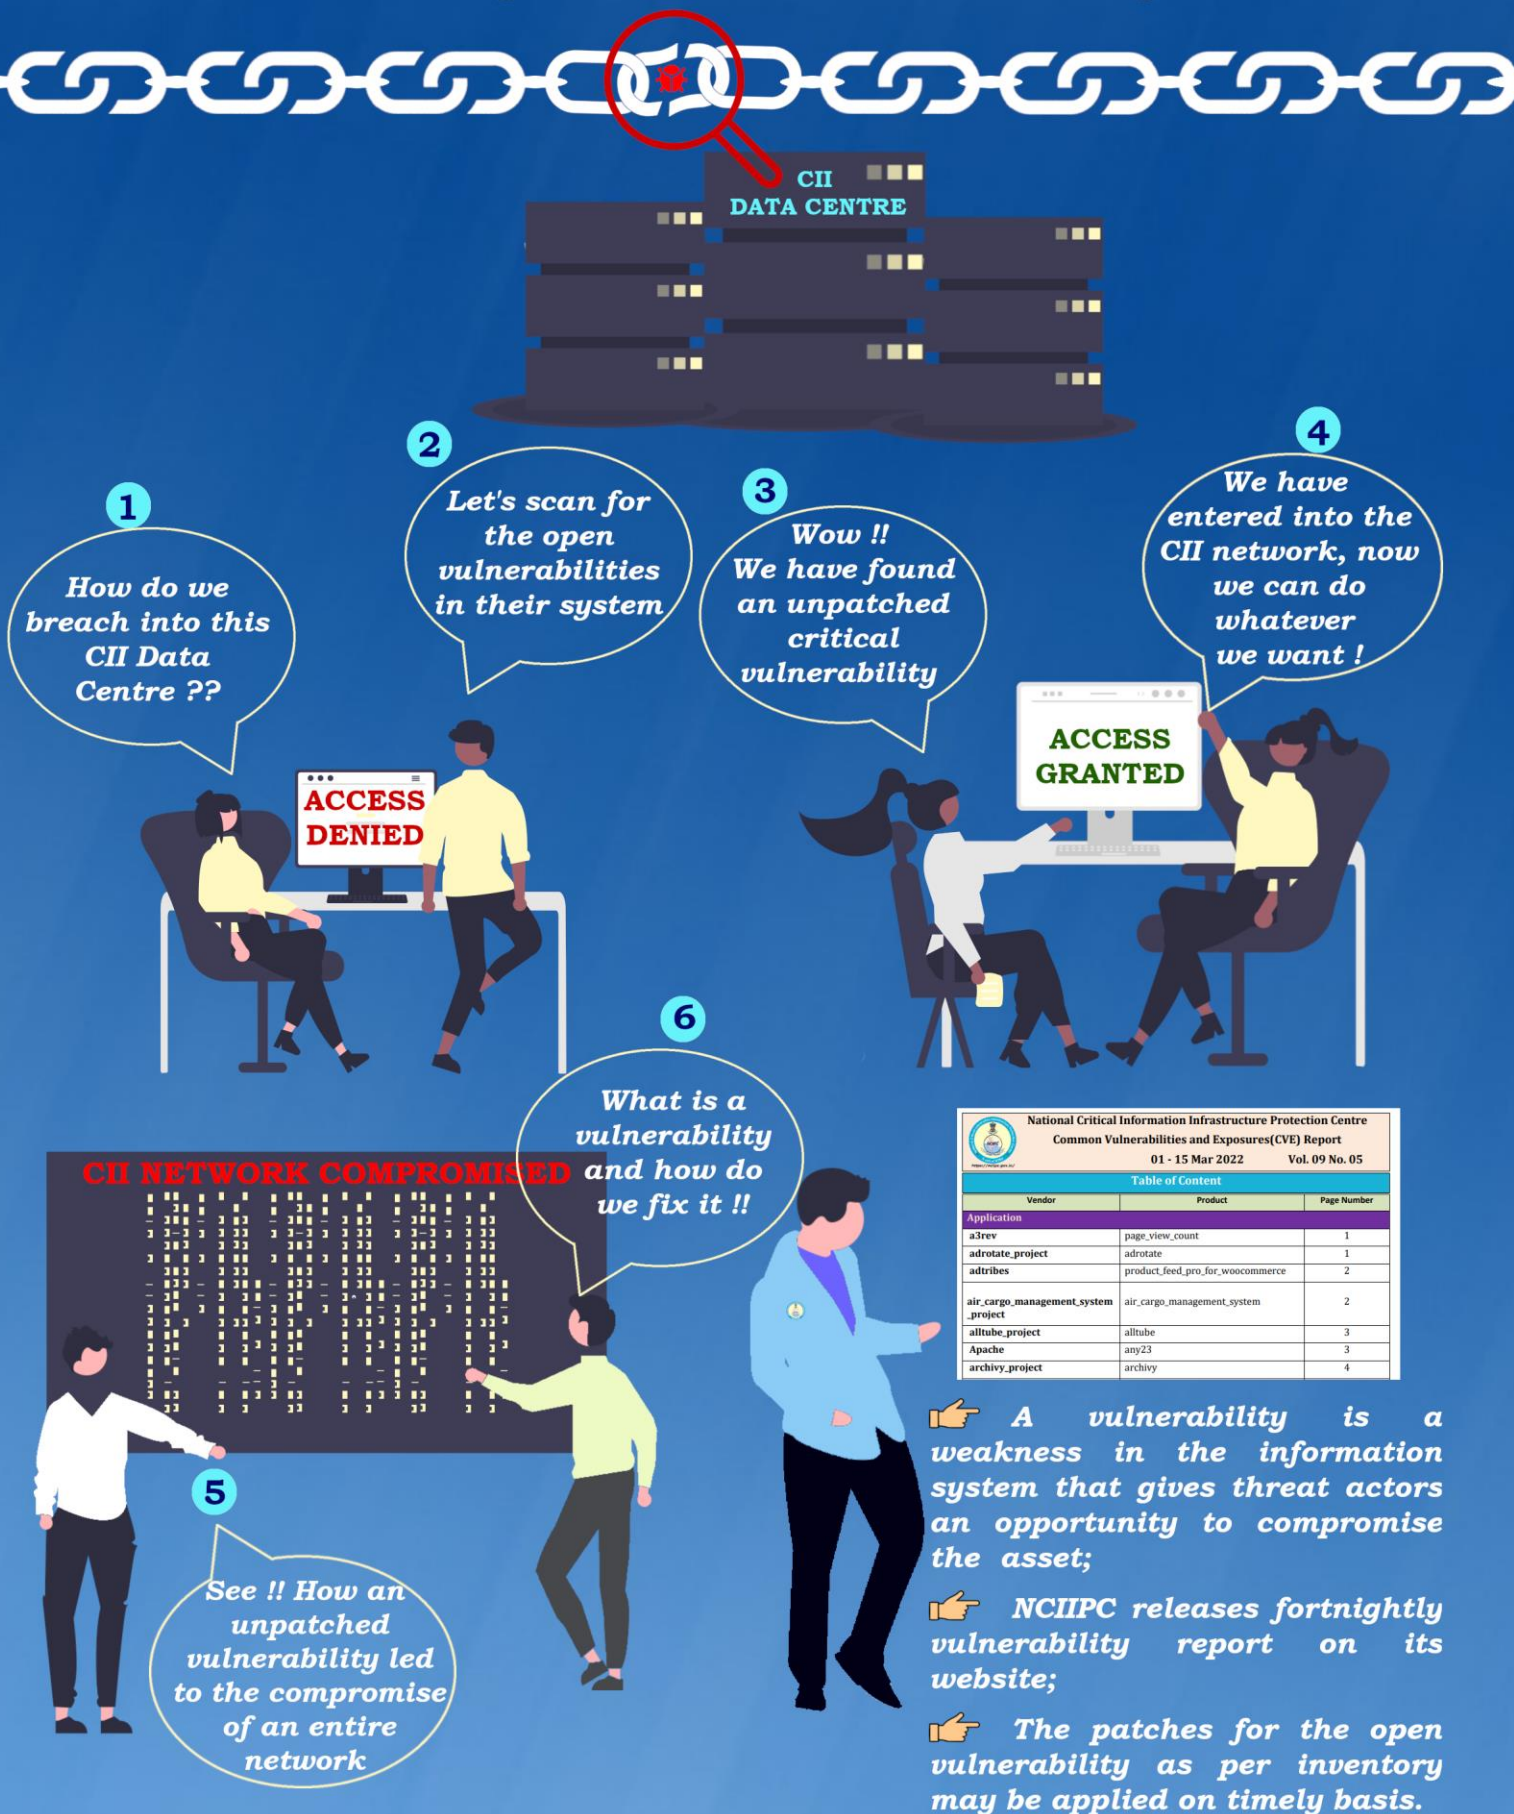 CII
DATA CENTRE
1
How do we
breach into this
CII Data
Centre ??
2
Let's scan for
the open
vulnerabilities
in their system
3
Wow !!
We have found
an unpatched
critical
vulnerability
4
We have
entered into the
CII network, now
we can do
whatever
we want !
ACCESS
DENIED
ACCESS
GRANTED
CII NETWORK COMPROMISED
5
See !! How an
unpatched
vulnerability led
to the compromise
of an entire
network
6
What is a
vulnerability
and how do
we fix it !!
National Critical Information Infrastructure Protection Centre
Common Vulnerabilities and Exposures(CVE) Report
01 - 15 Mar 2022 Vol. 09 No. 05
Table of Content
Vendor Product Page Number
Application
a3rev page_view_count 1
adrotate_project adrotate 1
adtribes product_feed_pro_for_woocommerce 2
air_cargo_management_system
_project air_cargo_management_system 2
alltube_project alltube 3
Apache any23 3
archivy_project archivy 4
A vulnerability is a
weakness in the information
system that gives threat actors
an opportunity to compromise
the asset;
NCIIPC releases fortnightly
vulnerability report on its
website;
The patches for the open
vulnerability as per inventory
may be applied on timely basis.